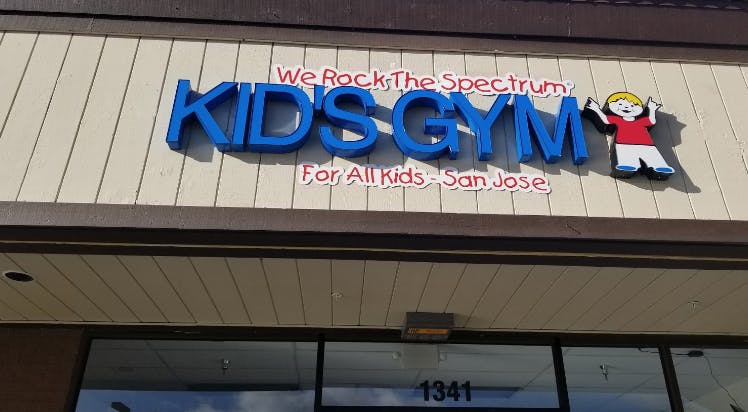 We Rock The Spectrum
KID'S GYM
For All Kids - San Jose
1341